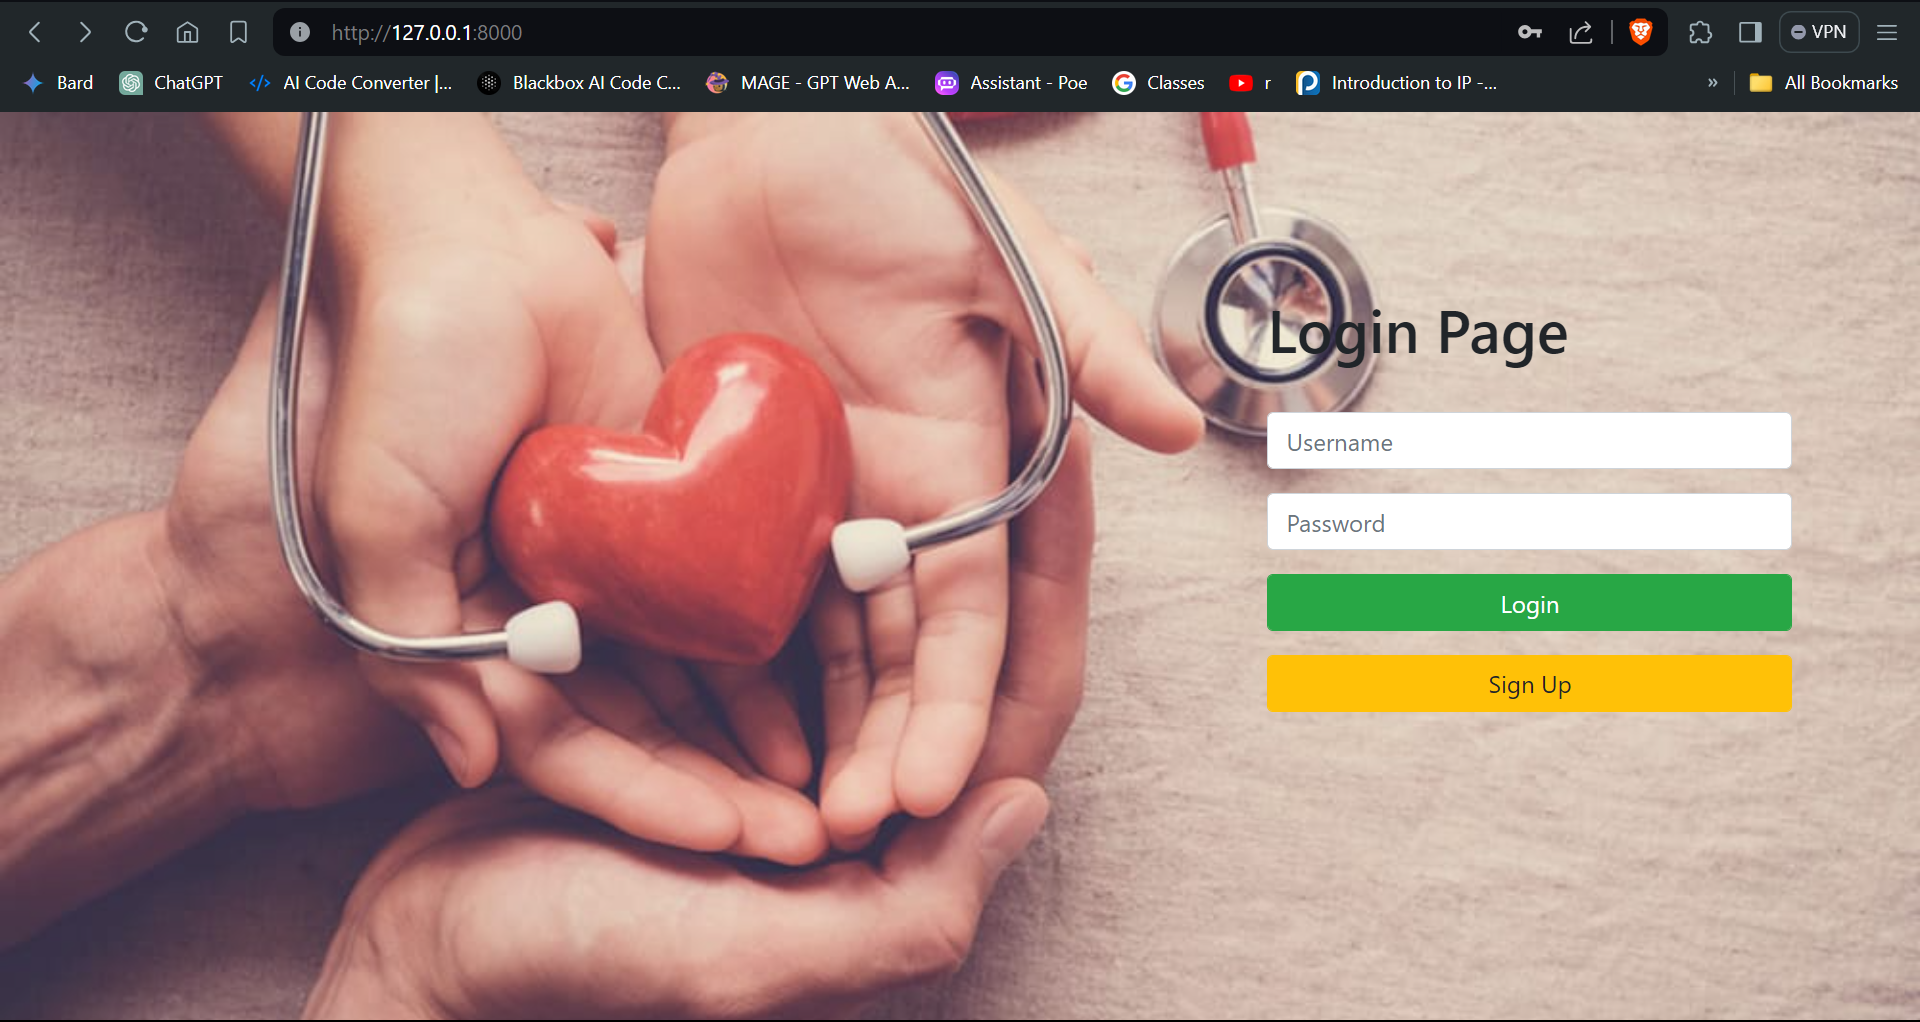 http://127.0.0.1:8000
VPN
Bard ChatGPT AI Code Converter |... Blackbox AI Code C... MAGE - GPT Web A... Assistant - Poe Classes r Introduction to IP -... » All Bookmarks
Login Page
Username
Password
Login
Sign Up